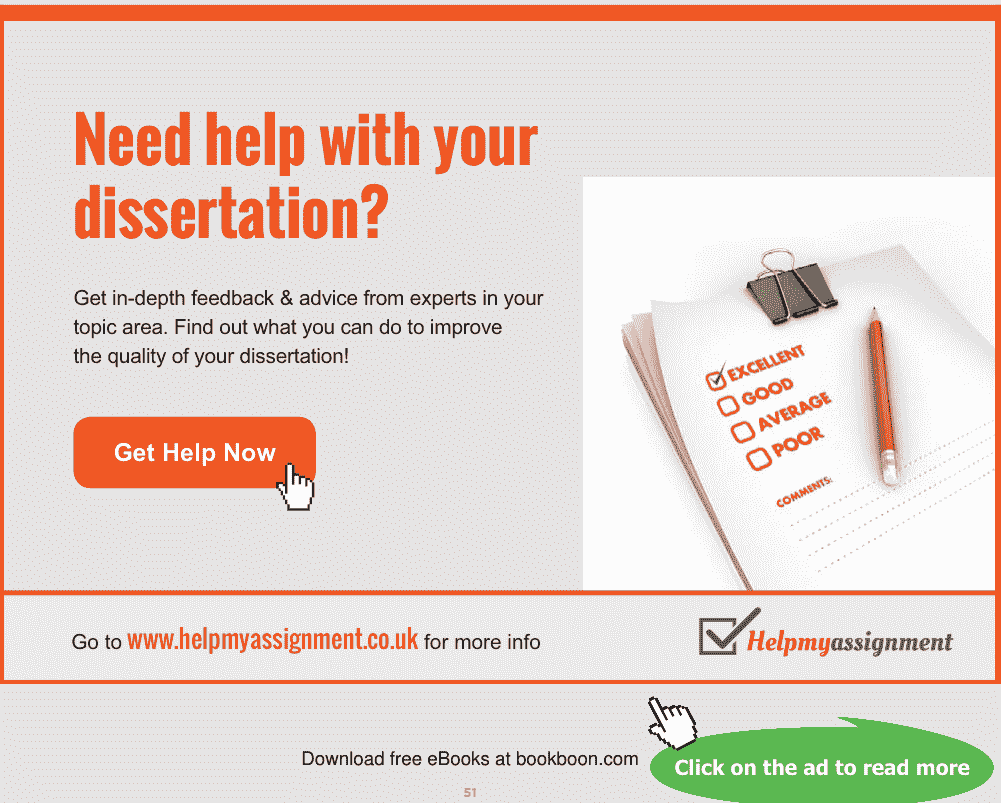 Need help with your
dissertation?
Get in-depth feedback & advice from experts in your
topic area. Find out what you can do to improve
the quality of your dissertation!
Get Help Now
EXCELLENT
GOOD
AVERAGE
POOR
COMMENTS:
Go to www.helpmyassignment.co.uk for more info
Helpmyassignment
Download free eBooks at bookboon.com
Click on the ad to read more
51